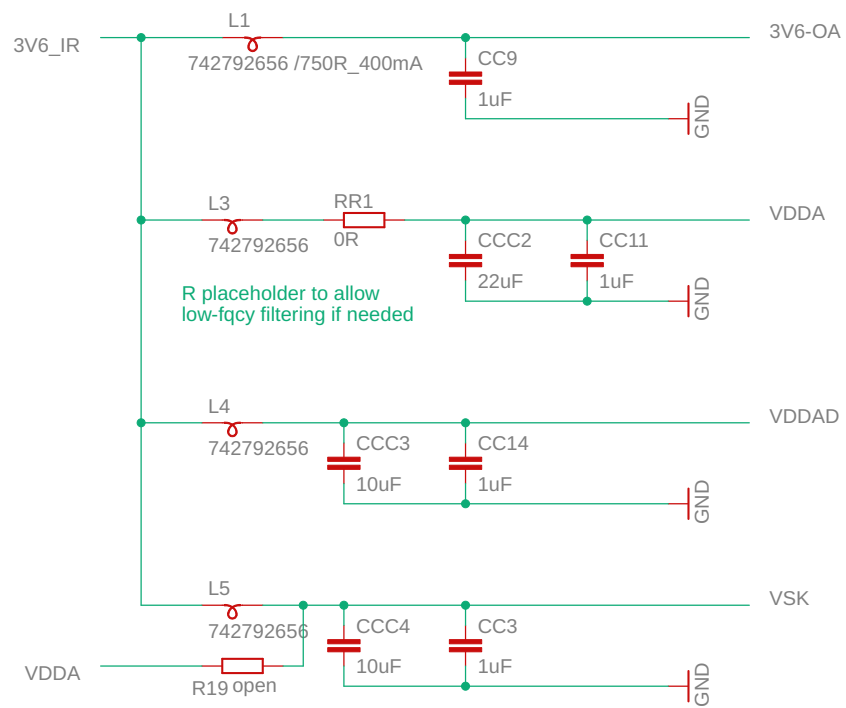 L1
3V6_IR
742792656 /750R_400mA
3V6-OA
CC9
1uF
GND
L3
742792656
RR1
0R
VDDA
CCC2
22uF
CC11
1uF
GND
R placeholder to allow
low-fqcy filtering if needed
L4
742792656
VDDAD
CCC3
10uF
CC14
1uF
GND
L5
742792656
VSK
CCC4
10uF
CC3
1uF
GND
VDDA
R19 open